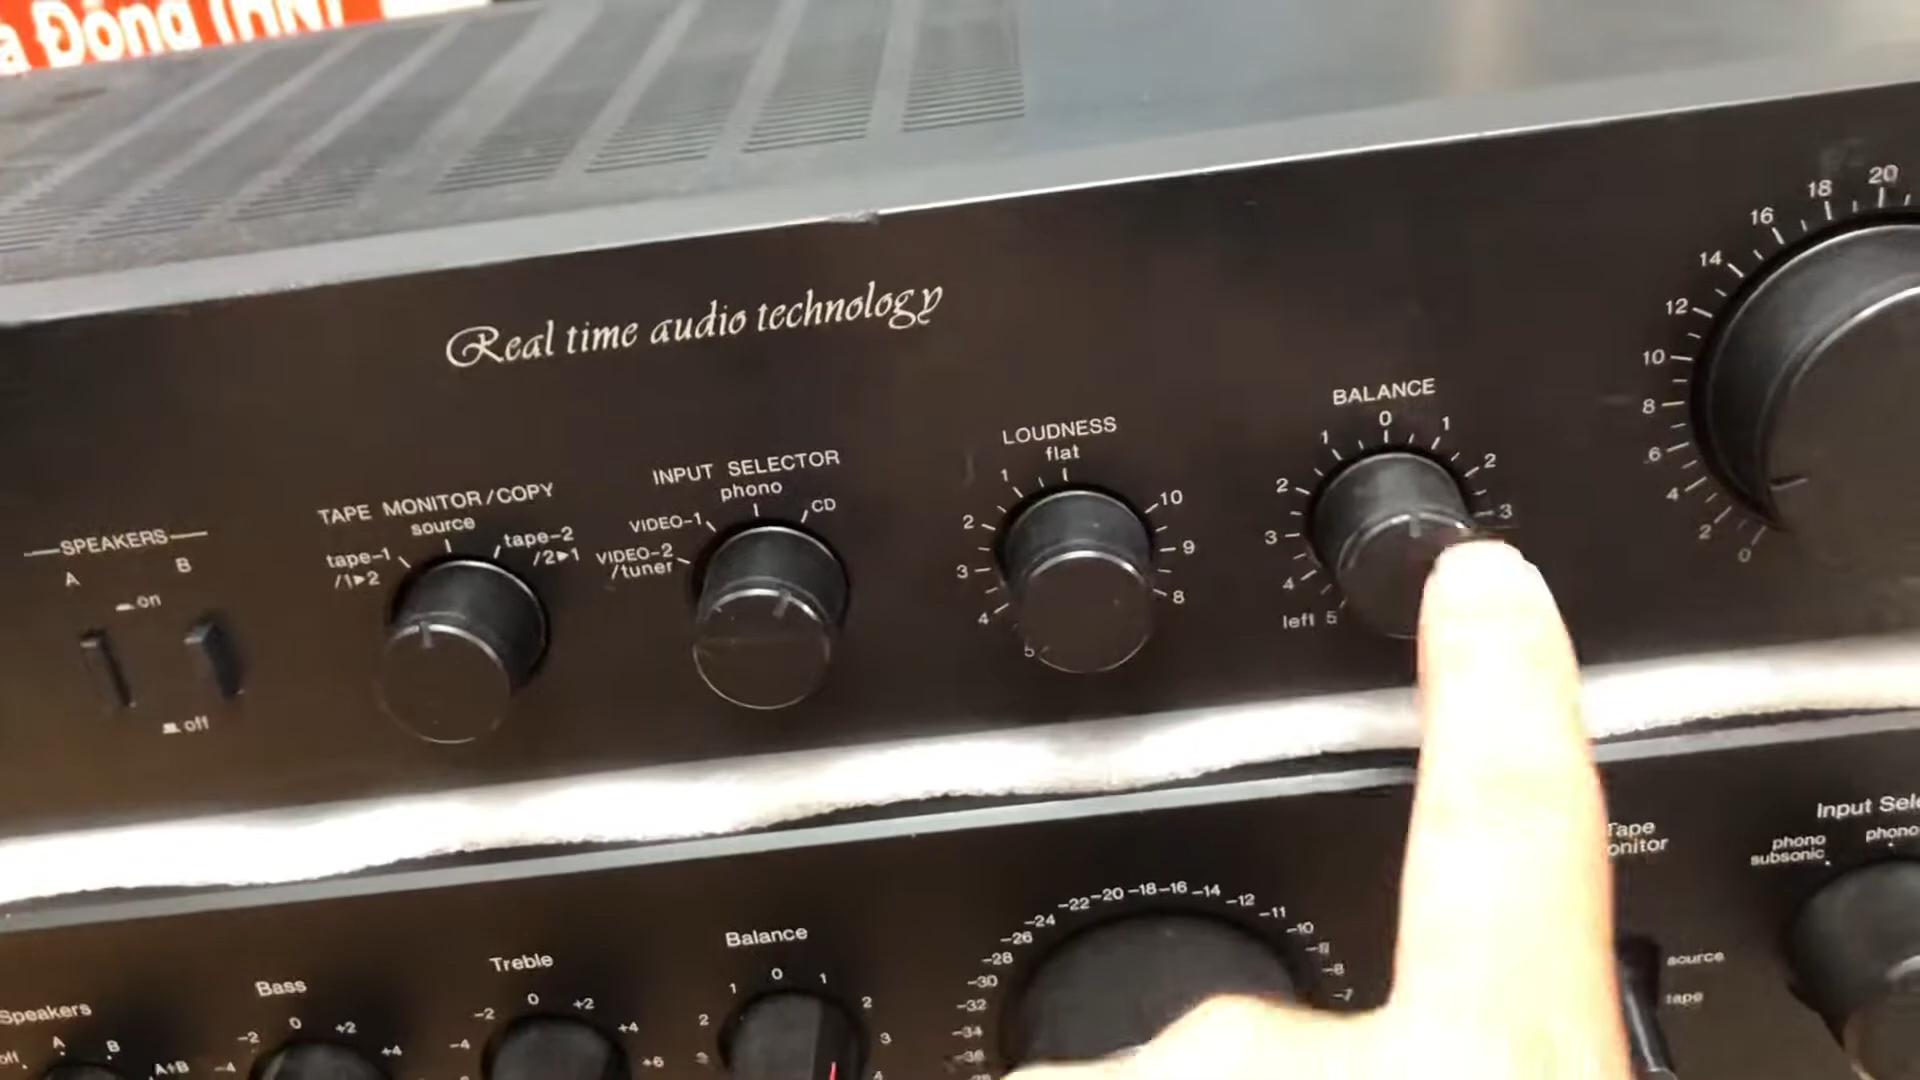 a Đông (HN)
Real time audio technology
SPEAKERS
A B
on
off
TAPE MONITOR/COPY
source
tape-1
/1▶2
tape-2
/2▶1
INPUT SELECTOR
phono
VIDEO-1
CD
VIDEO-2
/tuner
LOUDNESS
flat
1 2 3 4 5 8 9 10
BALANCE
0
1 1
2 2
3 3
4
left 5
0 2 4 6 8 10 12 14 16 18 20
Speakers
off A B A+B
Bass
-4 -2 0 +2 +4
Treble
-4 -2 0 +2 +4 +6
Balance
3 2 1 0 1 2 3 4
-36 -34 -32 -30 -28 -26 -24 -22 -20 -18 -16 -14 -12 -11 -10 -9 -8 -7
Tape
onitor
source
tape
Input Sele
phono
subsonic
phono